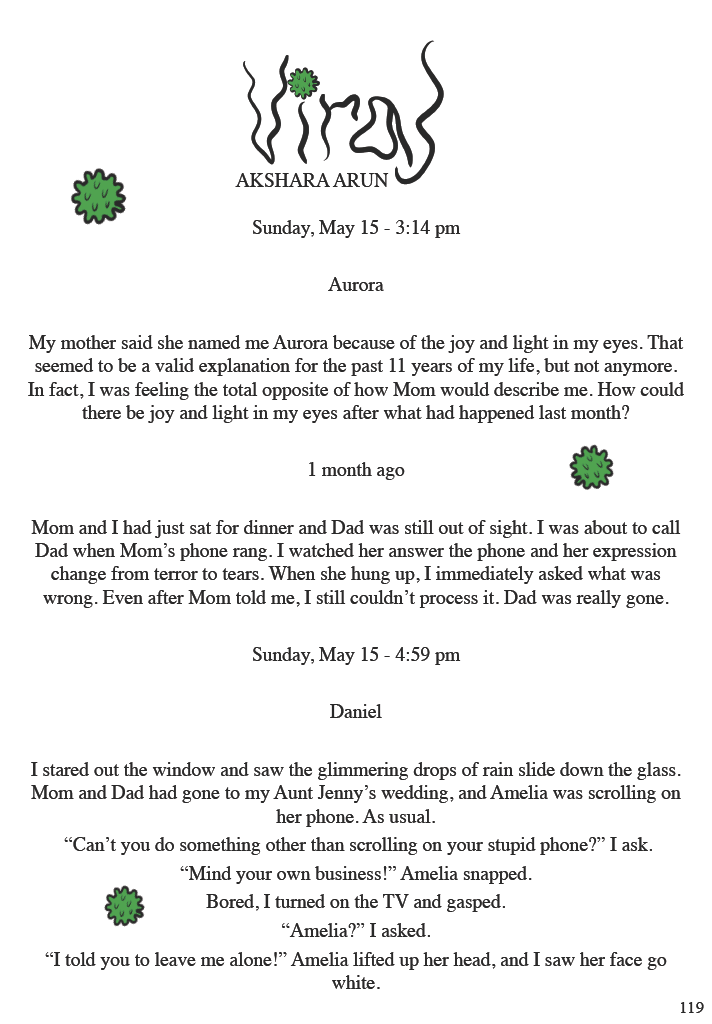 Virus
AKSHARA ARUN
Sunday, May 15 - 3:14 pm
Aurora
My mother said she named me Aurora because of the joy and light in my eyes. That
seemed to be a valid explanation for the past 11 years of my life, but not anymore.
In fact, I was feeling the total opposite of how Mom would describe me. How could
there be joy and light in my eyes after what had happened last month?
1 month ago
Mom and I had just sat for dinner and Dad was still out of sight. I was about to call
Dad when Mom’s phone rang. I watched her answer the phone and her expression
change from terror to tears. When she hung up, I immediately asked what was
wrong. Even after Mom told me, I still couldn’t process it. Dad was really gone.
Sunday, May 15 - 4:59 pm
Daniel
I stared out the window and saw the glimmering drops of rain slide down the glass.
Mom and Dad had gone to my Aunt Jenny’s wedding, and Amelia was scrolling on
her phone. As usual.
“Can’t you do something other than scrolling on your stupid phone?” I ask.
“Mind your own business!” Amelia snapped.
Bored, I turned on the TV and gasped.
“Amelia?” I asked.
“I told you to leave me alone!” Amelia lifted up her head, and I saw her face go
white.
119